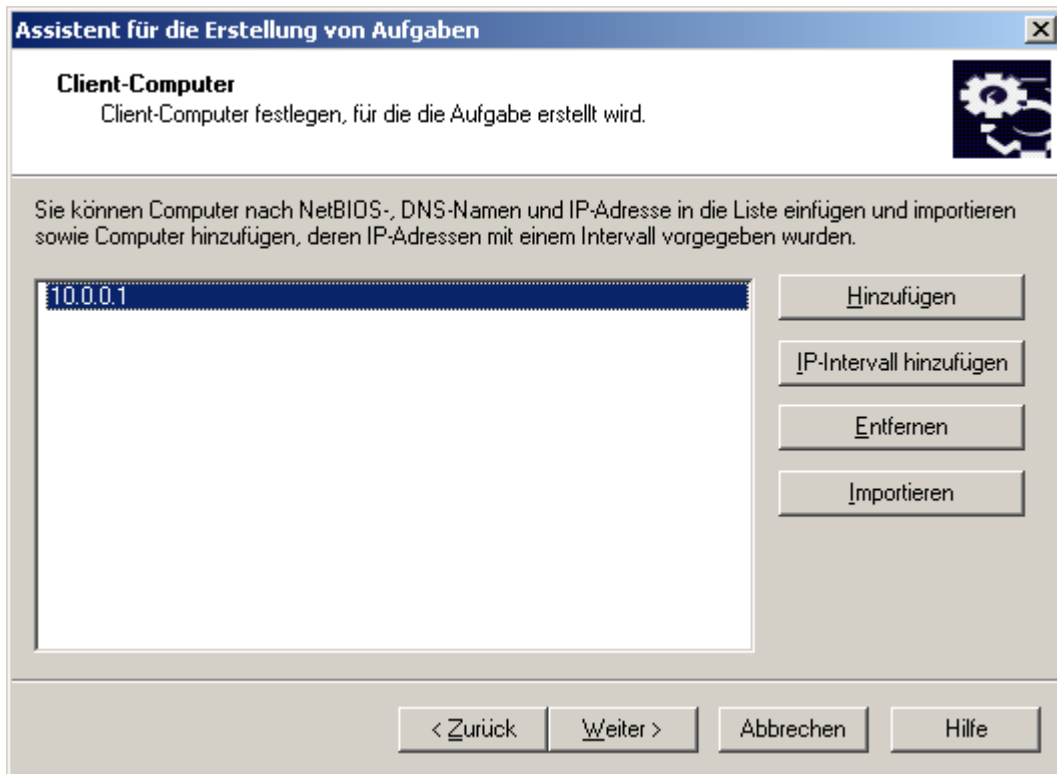 Assistent für die Erstellung von Aufgaben
Client-Computer
Client-Computer festlegen, für die die Aufgabe erstellt wird.
Sie können Computer nach NetBIOS-, DNS-Namen und IP-Adresse in die Liste einfügen und importieren
sowie Computer hinzufügen, deren IP-Adressen mit einem Intervall vorgegeben wurden.
10.0.0.1
Hinzufügen
IP-Intervall hinzufügen
Entfernen
Importieren
< Zurück
Weiter >
Abbrechen
Hilfe